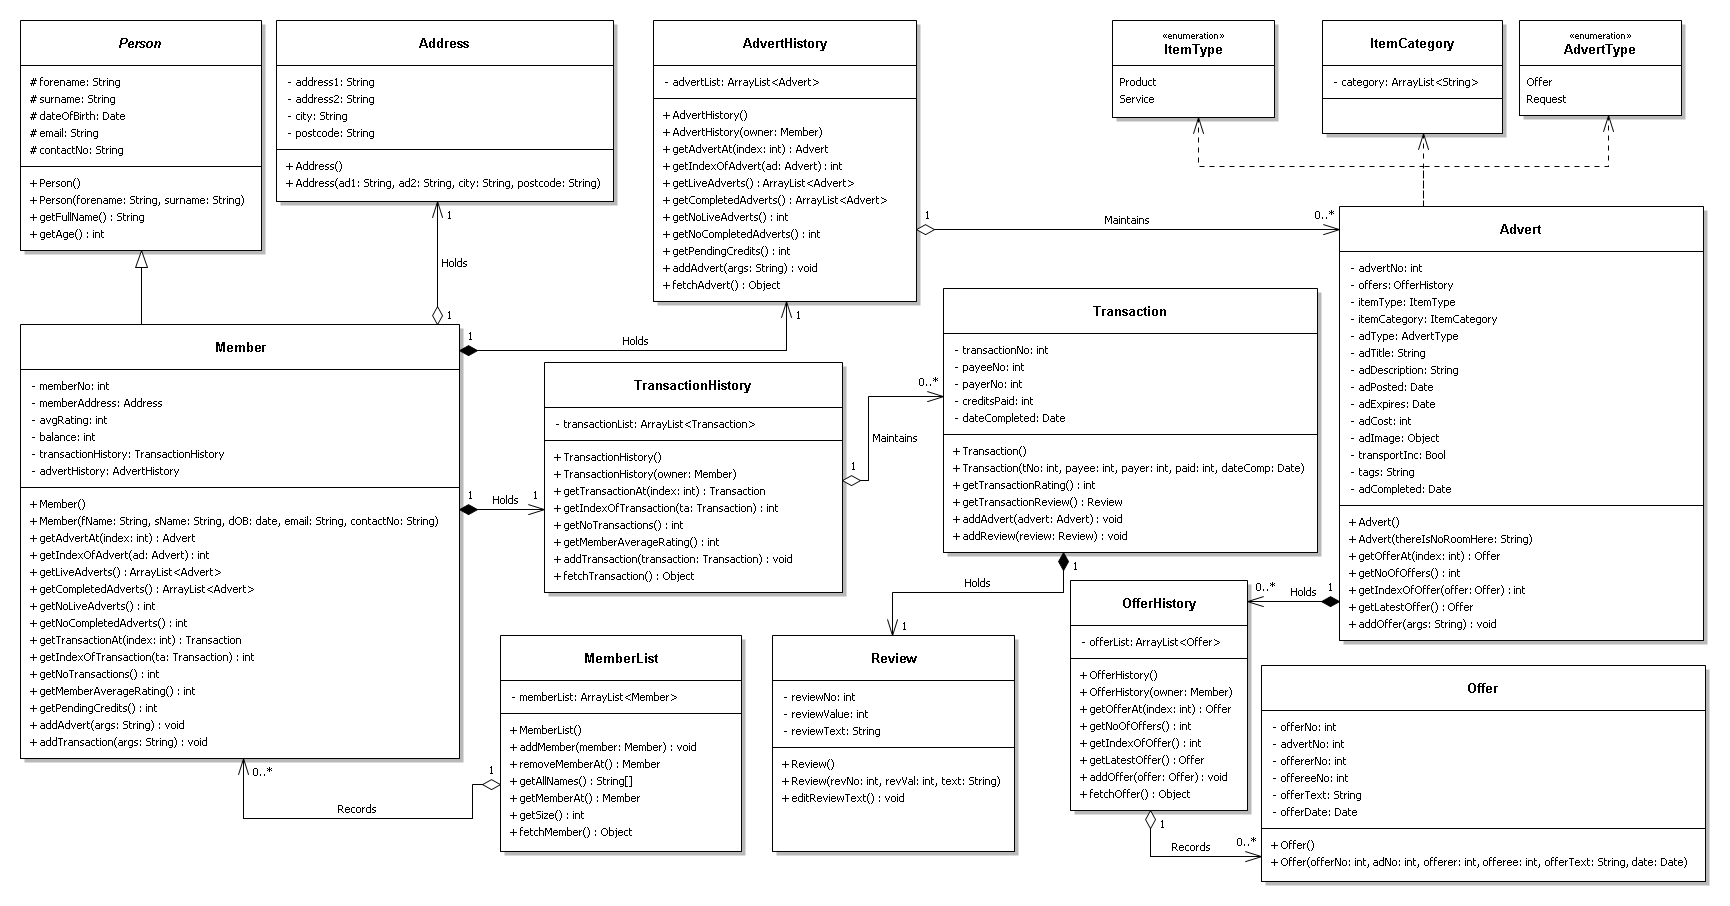 Person
# forename: String
# surname: String
# dateOfBirth: Date
# email: String
# contactNo: String
+ Person()
+ Person(forename: String, surname: String)
+ getFullName() : String
+ getAge() : int
Address
- address1: String
- address2: String
- city: String
- postcode: String
+ Address()
+ Address(ad1: String, ad2: String, city: String, postcode: String)
AdvertHistory
- advertList: ArrayList<Advert>
+ AdvertHistory()
+ AdvertHistory(owner: Member)
+ getAdvertAt(index: int) : Advert
+ getIndexOfAdvert(ad: Advert) : int
+ getLiveAdverts() : ArrayList<Advert>
+ getCompletedAdverts() : ArrayList<Advert>
+ getNoLiveAdverts() : int
+ getNoCompletedAdverts() : int
+ getPendingCredits() : int
+ addAdvert(args: String) : void
+ fetchAdvert() : Object
«enumeration»
ItemType
Product
Service
ItemCategory
- category: ArrayList<String>
«enumeration»
AdvertType
Offer
Request
1
Maintains
0..*
1
Holds
1
Advert
- advertNo: int
- offers: OfferHistory
- itemType: ItemType
- itemCategory: ItemCategory
- adType: AdvertType
- adTitle: String
- adDescription: String
- adPosted: Date
- adExpires: Date
- adCost: int
- adImage: Object
- transportInc: Bool
- tags: String
- adCompleted: Date
+ Advert()
+ Advert(thereIsNoRoomHere: String)
+ getOfferAt(index: int) : Offer
+ getNoOfOffers() : int
+ getIndexOfOffer(offer: Offer) : int
+ getLatestOffer() : Offer
+ addOffer(args: String) : void
Member
- memberNo: int
- memberAddress: Address
- avgRating: int
- balance: int
- transactionHistory: TransactionHistory
- advertHistory: AdvertHistory
+ Member()
+ Member(fName: String, sName: String, dOB: date, email: String, contactNo: String)
+ getAdvertAt(index: int) : Advert
+ getIndexOfAdvert(ad: Advert) : int
+ getLiveAdverts() : ArrayList<Advert>
+ getCompletedAdverts() : ArrayList<Advert>
+ getNoLiveAdverts() : int
+ getNoCompletedAdverts() : int
+ getTransactionAt(index: int) : Transaction
+ getIndexOfTransaction(ta: Transaction) : int
+ getNoTransactions() : int
+ getMemberAverageRating() : int
+ getPendingCredits() : int
+ addAdvert(args: String) : void
+ addTransaction(args: String) : void
1
Holds
1
1
Holds
1
TransactionHistory
- transactionList: ArrayList<Transaction>
+ TransactionHistory()
+ TransactionHistory(owner: Member)
+ getTransactionAt(index: int) : Transaction
+ getIndexOfTransaction(ta: Transaction) : int
+ getNoTransactions() : int
+ getMemberAverageRating() : int
+ addTransaction(transaction: Transaction) : void
+ fetchTransaction() : Object
0..*
Maintains
1
Transaction
- transactionNo: int
- payeeNo: int
- payerNo: int
- creditsPaid: int
- dateCompleted: Date
+ Transaction()
+ Transaction(tNo: int, payee: int, payer: int, paid: int, dateComp: Date)
+ getTransactionRating() : int
+ getTransactionReview() : Review
+ addAdvert(advert: Advert) : void
+ addReview(review: Review) : void
1
Holds
1
0..*
Holds
1
OfferHistory
- offerList: ArrayList<Offer>
+ OfferHistory()
+ OfferHistory(owner: Member)
+ getOfferAt(index: int) : Offer
+ getNoOfOffers() : int
+ getIndexOfOffer() : int
+ getLatestOffer() : Offer
+ addOffer(offer: Offer) : void
+ fetchOffer() : Object
MemberList
- memberList: ArrayList<Member>
+ MemberList()
+ addMember(member: Member) : void
+ removeMemberAt() : Member
+ getAllNames() : String[]
+ getMemberAt() : Member
+ getSize() : int
+ fetchMember() : Object
0..*
Records
1
Review
- reviewNo: int
- reviewValue: int
- reviewText: String
+ Review()
+ Review(revNo: int, revVal: int, text: String)
+ editReviewText() : void
Offer
- offerNo: int
- advertNo: int
- offererNo: int
- offereeNo: int
- offerText: String
- offerDate: Date
+ Offer()
+ Offer(offerNo: int, adNo: int, offerer: int, offeree: int, offerText: String, date: Date)
1
Records
0..*